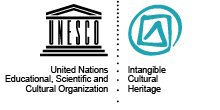 UNESCO
United Nations
Educational, Scientific and
Cultural Organization
Intangible
Cultural
Heritage